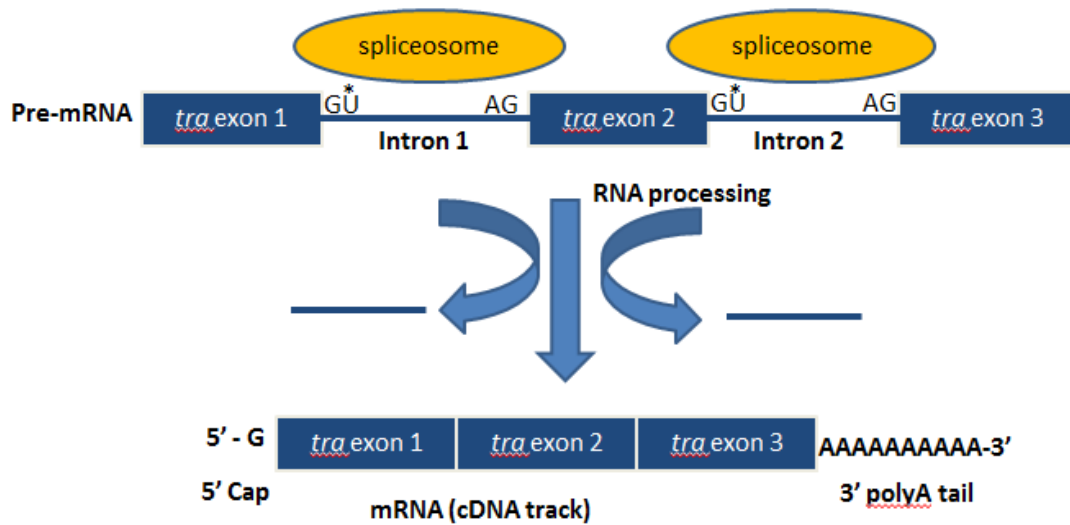 spliceosome spliceosome
* *
GU AG GU AG
Pre-mRNA tra exon 1 tra exon 2 tra exon 3
Intron 1 Intron 2
RNA processing
5’ - G tra exon 1 tra exon 2 tra exon 3 AAAAAAAAAA-3’
5’ Cap mRNA (cDNA track) 3’ polyA tail